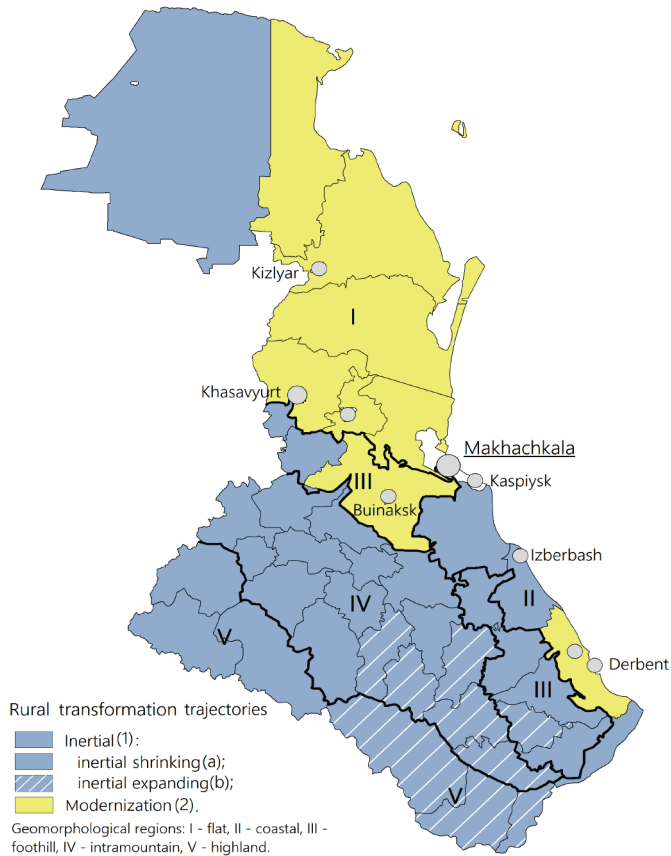 Kizlyar
I
Khasavyurt
Makhachkala
III
Kaspiysk
Buinaksk
Izberbash
II
IV
V
Derbent
III
Rural transformation trajectories
Inertial(1):
inertial shrinking(a);
inertial expanding(b);
V
Modernization(2).
Geomorphological regions: I - flat, II - coastal, III -
foothill, IV - intramountain, V - highland.